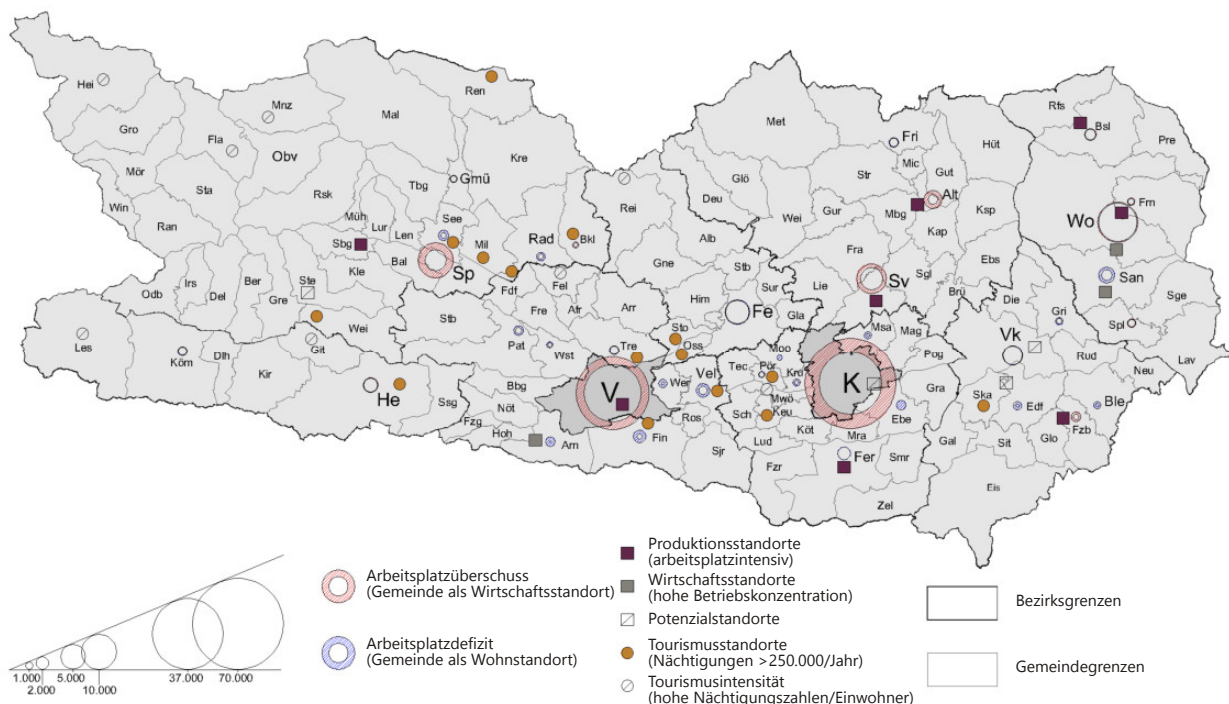 Hei
Mnz
Ren
Mal
Gro
Fla
Obv
Kre
Mör
Sta
Win
Ran
Rsk
Tbg
Gmü
Müh
Lur
Len
See
Sbg
Bal
Sp
Mil
Rad
Bkl
Kle
Fdf
Fel
Ste
Odb
Irs
Del
Ber
Gre
Wei
Les
Köm
Dlh
Kir
Git
He
Ssg
Stb
Fre
Afr
Arr
Pat
Wst
Tre
Bbg
Nöt
Fzg
Hoh
Arn
V
Fin
Wer
Vel
Ros
Sjr
Rei
Gne
Alb
Stb
Sur
Him
Fe
Gla
Sto
Oss
Met
Glö
Deu
Wei
Gur
Str
Fri
Mic
Gut
Hüt
Alt
Mbg
Kap
Ksp
Fra
Lie
Sv
Sgl
Brü
Ebs
Msa
Mag
Pog
Moo
Tec
Pör
Kru
Mwö
Keu
Sch
Köt
Lud
K
Gra
Ebe
Mra
Fer
Fzr
Smr
Zel
Gal
Rfs
Bsl
Pre
Frn
Wo
San
Sge
Spl
Lav
Die
Gri
Vk
Rud
Neu
Ska
Edf
Ble
Fzb
Glo
Sit
Eis
1.000
2.000
5.000
10.000
37.000
70.000
Arbeitsplatzüberschuss
(Gemeinde als Wirtschaftsstandort)
Arbeitsplatzdefizit
(Gemeinde als Wohnstandort)
Produktionsstandorte
(arbeitsplatzintensiv)
Wirtschaftsstandorte
(hohe Betriebskonzentration)
Potenzialstandorte
Tourismusstandorte
(Nächtigungen >250.000/Jahr)
Tourismusintensität
(hohe Nächtigungszahlen/Einwohner)
Bezirksgrenzen
Gemeindegrenzen